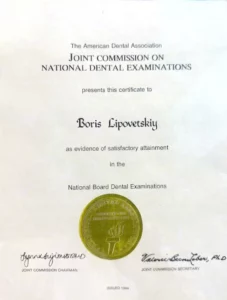 The American Dental Association
JOINT COMMISSION ON
NATIONAL DENTAL EXAMINATIONS
presents this certificate to
Boris Lipovetskiy
as evidence of satisfactory attainment
in the
National Board Dental Examinations
JOINT COMMISSION CHAIRMAN
JOINT COMMISSION SECRETARY